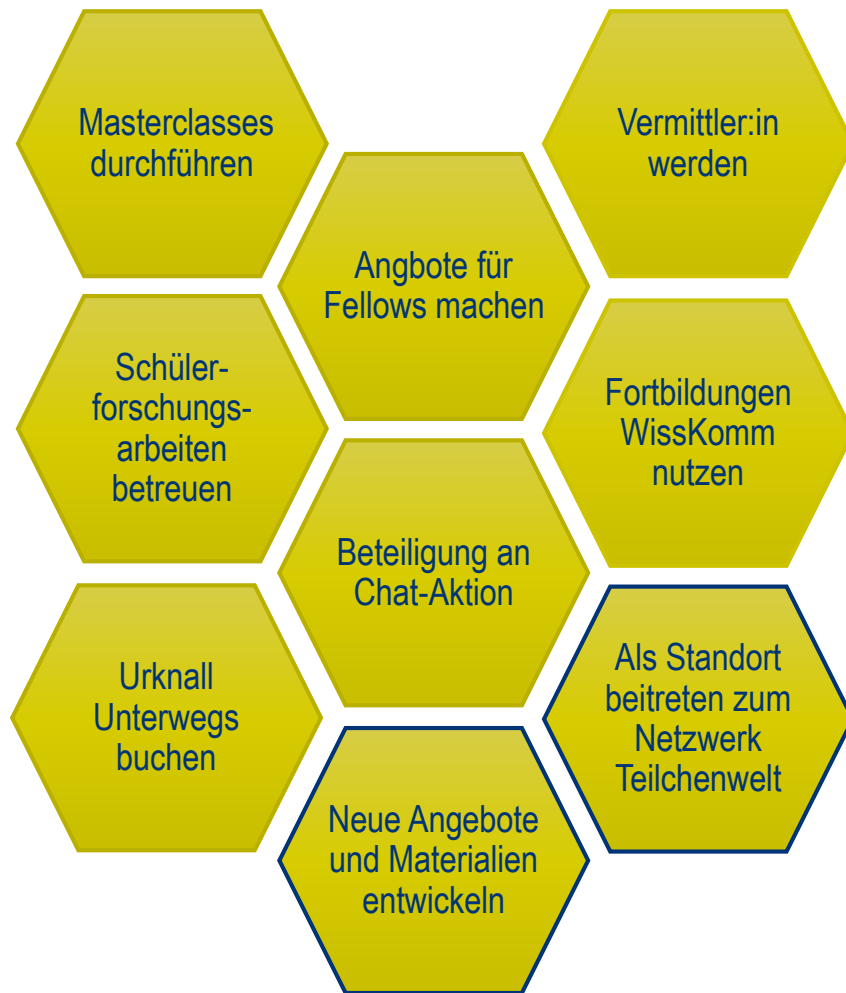 Masterclasses
durchführen
Vermittler:in
werden
Angbote für
Fellows machen
Schüler-
forschungs-
arbeiten
betreuen
Fortbildungen
WissKomm
nutzen
Beteiligung an
Chat-Aktion
Urknall
Unterwegs
buchen
Als Standort
beitreten zum
Netzwerk
Teilchenwelt
Neue Angebote
und Materialien
entwickeln